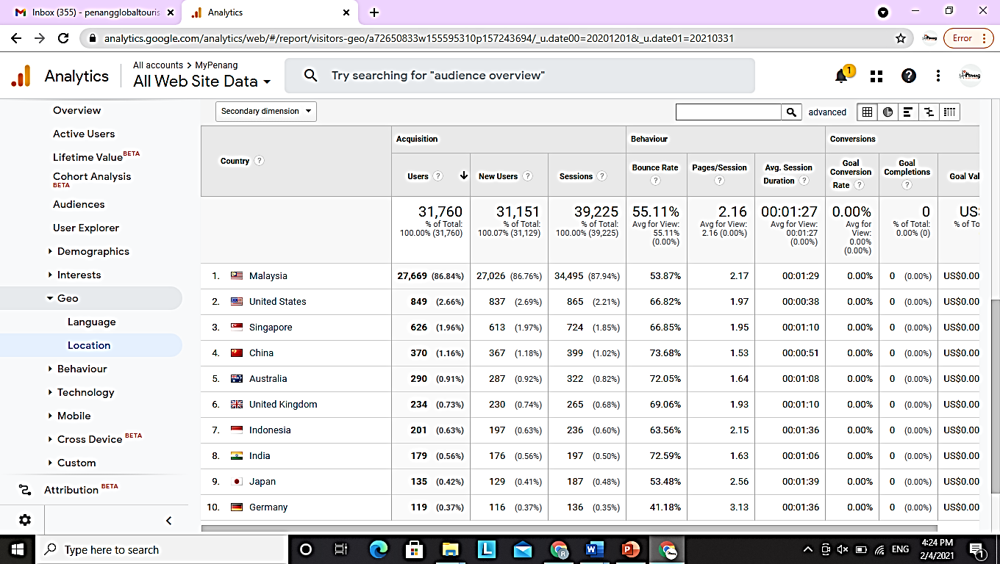 Inbox (355) - penangglobaltouris
Analytics
analytics.google.com/analytics/web/#/report/visitors-geo/a72650833w155595310p157243694/_u.date00=20201201&_u.date01=20210331
Error
Analytics
All accounts > MyPenang
All Web Site Data
Try searching for "audience overview"
1
Overview
Active Users
Lifetime Value BETA
Cohort Analysis
BETA
Audiences
User Explorer
Demographics
Interests
Geo
Language
Location
Behaviour
Technology
Mobile
Cross Device BETA
Custom
Attribution BETA
Secondary dimension
advanced
Country ?
Acquisition
Behaviour
Conversions
Users ?
New Users ?
Sessions ?
Bounce Rate
?
Pages/Session
?
Avg. Session
Duration ?
Goal
Conversion
Rate ?
Goal
Completions
?
Goal Val
31,760
% of Total:
100.00% (31,760)
31,151
% of Total:
100.07% (31,129)
39,225
% of Total:
100.00% (39,225)
55.11%
Avg for View:
55.11%
(0.00%)
2.16
Avg for View:
2.16 (0.00%)
00:01:27
Avg for View:
00:01:27
(0.00%)
0.00%
Avg for
View:
0.00%
(0.00%)
0
% of Total:
0.00% (0)
US$
% of To
1. Malaysia 27,669 (86.84%) 27,026 (86.76%) 34,495 (87.94%) 53.87% 2.17 00:01:29 0.00% 0 (0.00%) US$0.00
2. United States 849 (2.66%) 837 (2.69%) 865 (2.21%) 66.82% 1.97 00:00:38 0.00% 0 (0.00%) US$0.00
3. Singapore 626 (1.96%) 613 (1.97%) 724 (1.85%) 66.85% 1.95 00:01:10 0.00% 0 (0.00%) US$0.00
4. China 370 (1.16%) 367 (1.18%) 399 (1.02%) 73.68% 1.53 00:00:51 0.00% 0 (0.00%) US$0.00
5. Australia 290 (0.91%) 287 (0.92%) 322 (0.82%) 72.05% 1.64 00:01:08 0.00% 0 (0.00%) US$0.00
6. United Kingdom 234 (0.73%) 230 (0.74%) 265 (0.68%) 69.06% 1.93 00:01:10 0.00% 0 (0.00%) US$0.00
7. Indonesia 201 (0.63%) 197 (0.63%) 236 (0.60%) 63.56% 2.15 00:01:36 0.00% 0 (0.00%) US$0.00
8. India 179 (0.56%) 176 (0.56%) 197 (0.50%) 72.59% 1.63 00:01:06 0.00% 0 (0.00%) US$0.00
9. Japan 135 (0.42%) 129 (0.41%) 187 (0.48%) 53.48% 2.56 00:01:39 0.00% 0 (0.00%) US$0.00
10. Germany 119 (0.37%) 116 (0.37%) 136 (0.35%) 41.18% 3.13 00:01:36 0.00% 0 (0.00%) US$0.00
Type here to search
ENG
4:24 PM
2/4/2021
1